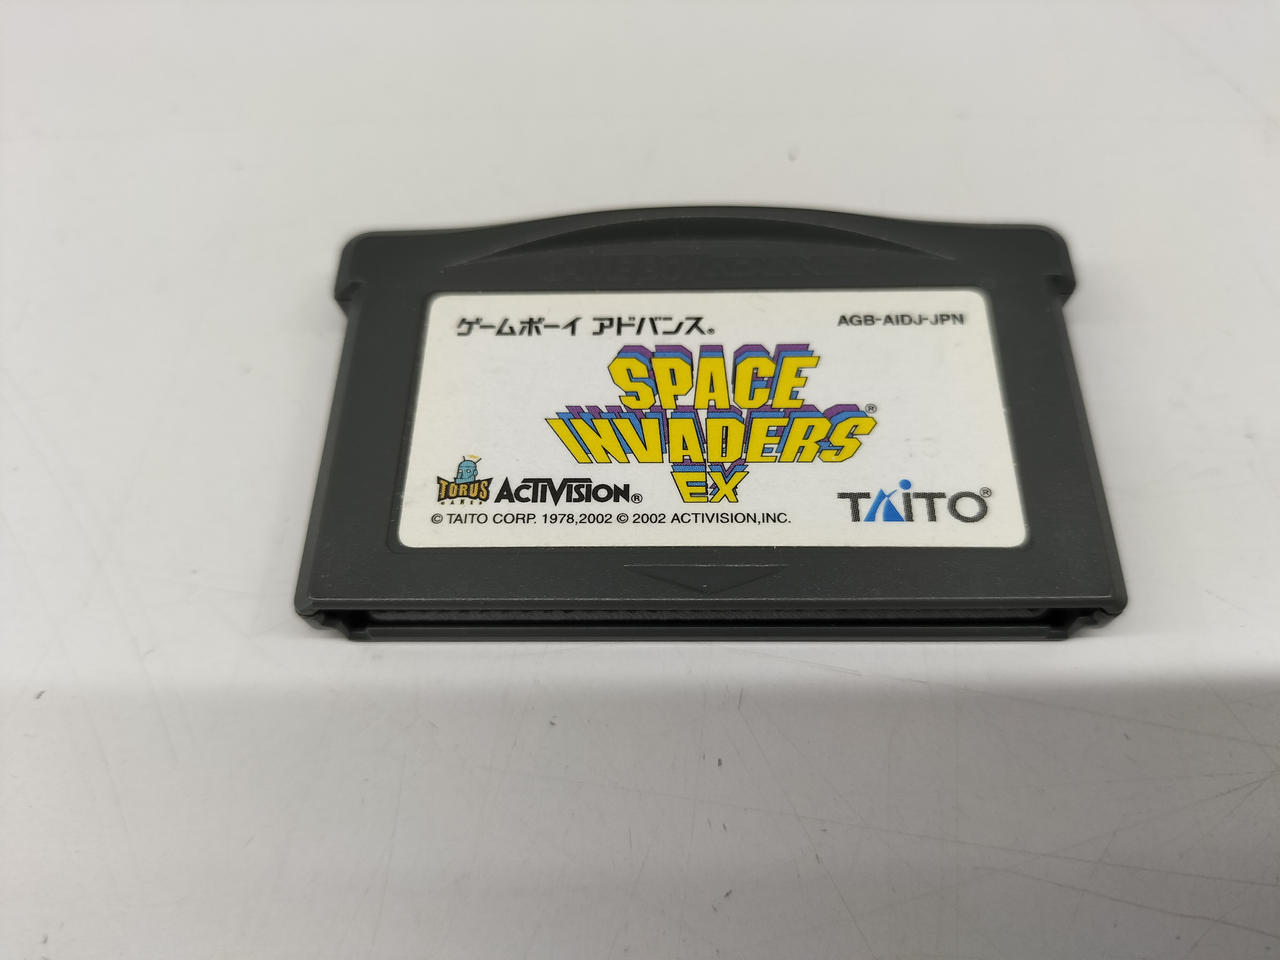 ゲームボーイ アドバンス®
AGB-AIDJ-JPN
SPACE
INVADERS®
EX
TORUS
GAMES
ACTIVISION®
TAITO®
© TAITO CORP. 1978,2002 © 2002 ACTIVISION,INC.